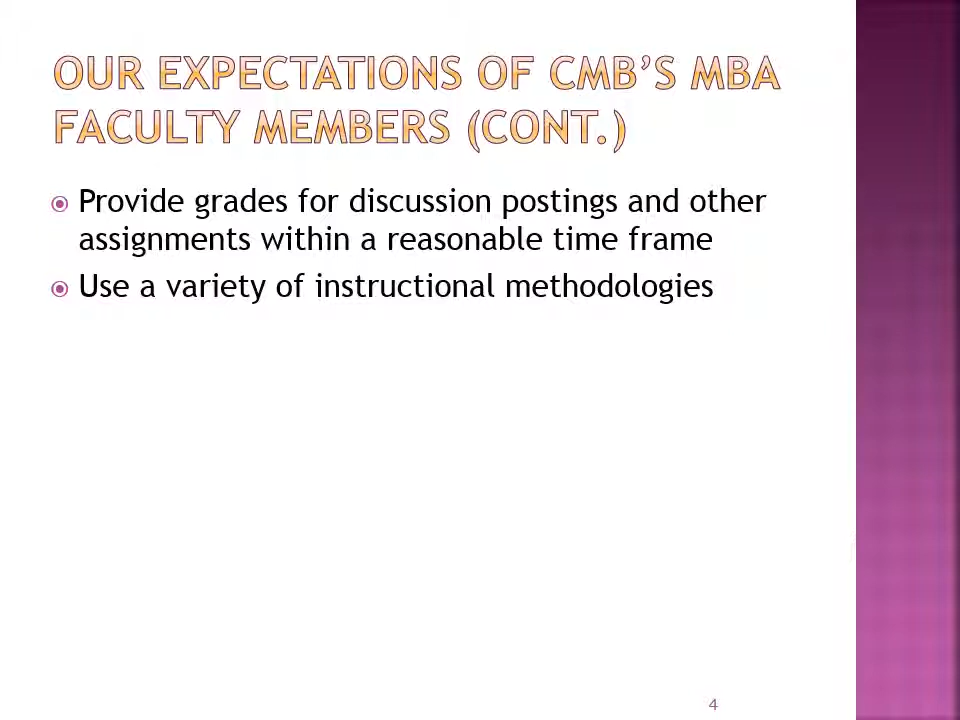 OUR EXPECTATIONS OF CMB’S MBA
FACULTY MEMBERS (CONT.)
Provide grades for discussion postings and other
assignments within a reasonable time frame
Use a variety of instructional methodologies
4